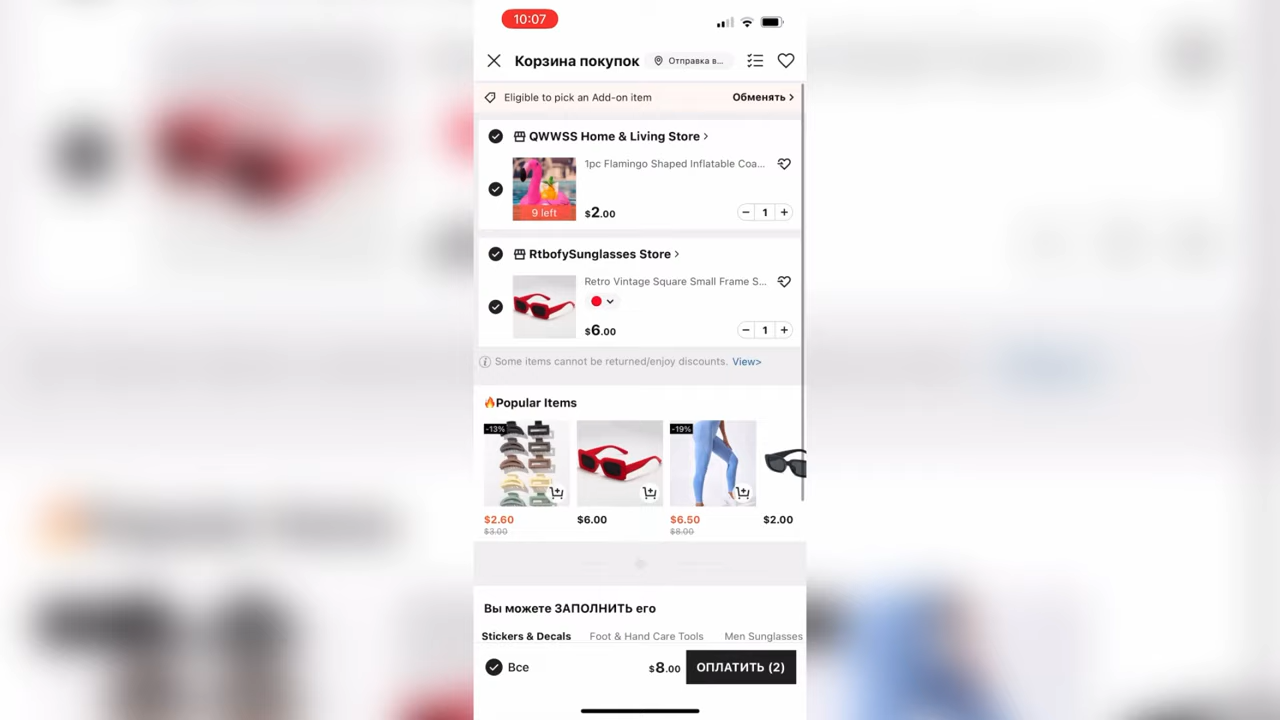 10:07
Корзина покупок
Отправка в...
Eligible to pick an Add-on item
Обменять >
QWWSS Home & Living Store >
1pc Flamingo Shaped Inflatable Coa...
9 left
$2.00
− 1 +
RtbofySunglasses Store >
Retro Vintage Square Small Frame S...
$6.00
− 1 +
Some items cannot be returned/enjoy discounts. View>
🔥Popular Items
-13%
-19%
$2.60
$6.00
$6.50
$2.00
$3.00
$8.00
Вы можете ЗАПОЛНИТЬ его
Stickers & Decals
Foot & Hand Care Tools
Men Sunglasses
Все
$8.00
ОПЛАТИТЬ (2)